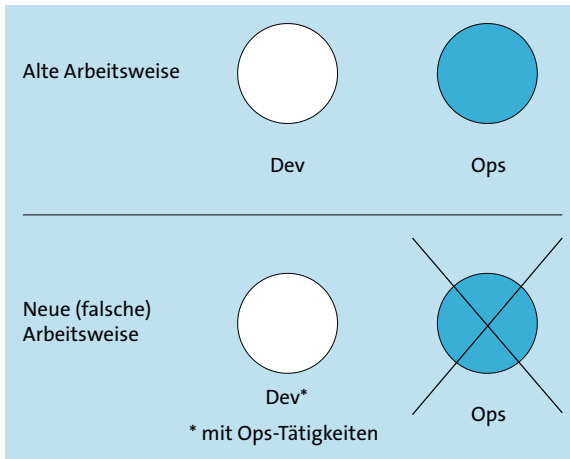 Alte Arbeitsweise
Dev
Ops
Neue (falsche)
Arbeitsweise
Dev*
* mit Ops-Tätigkeiten
Ops